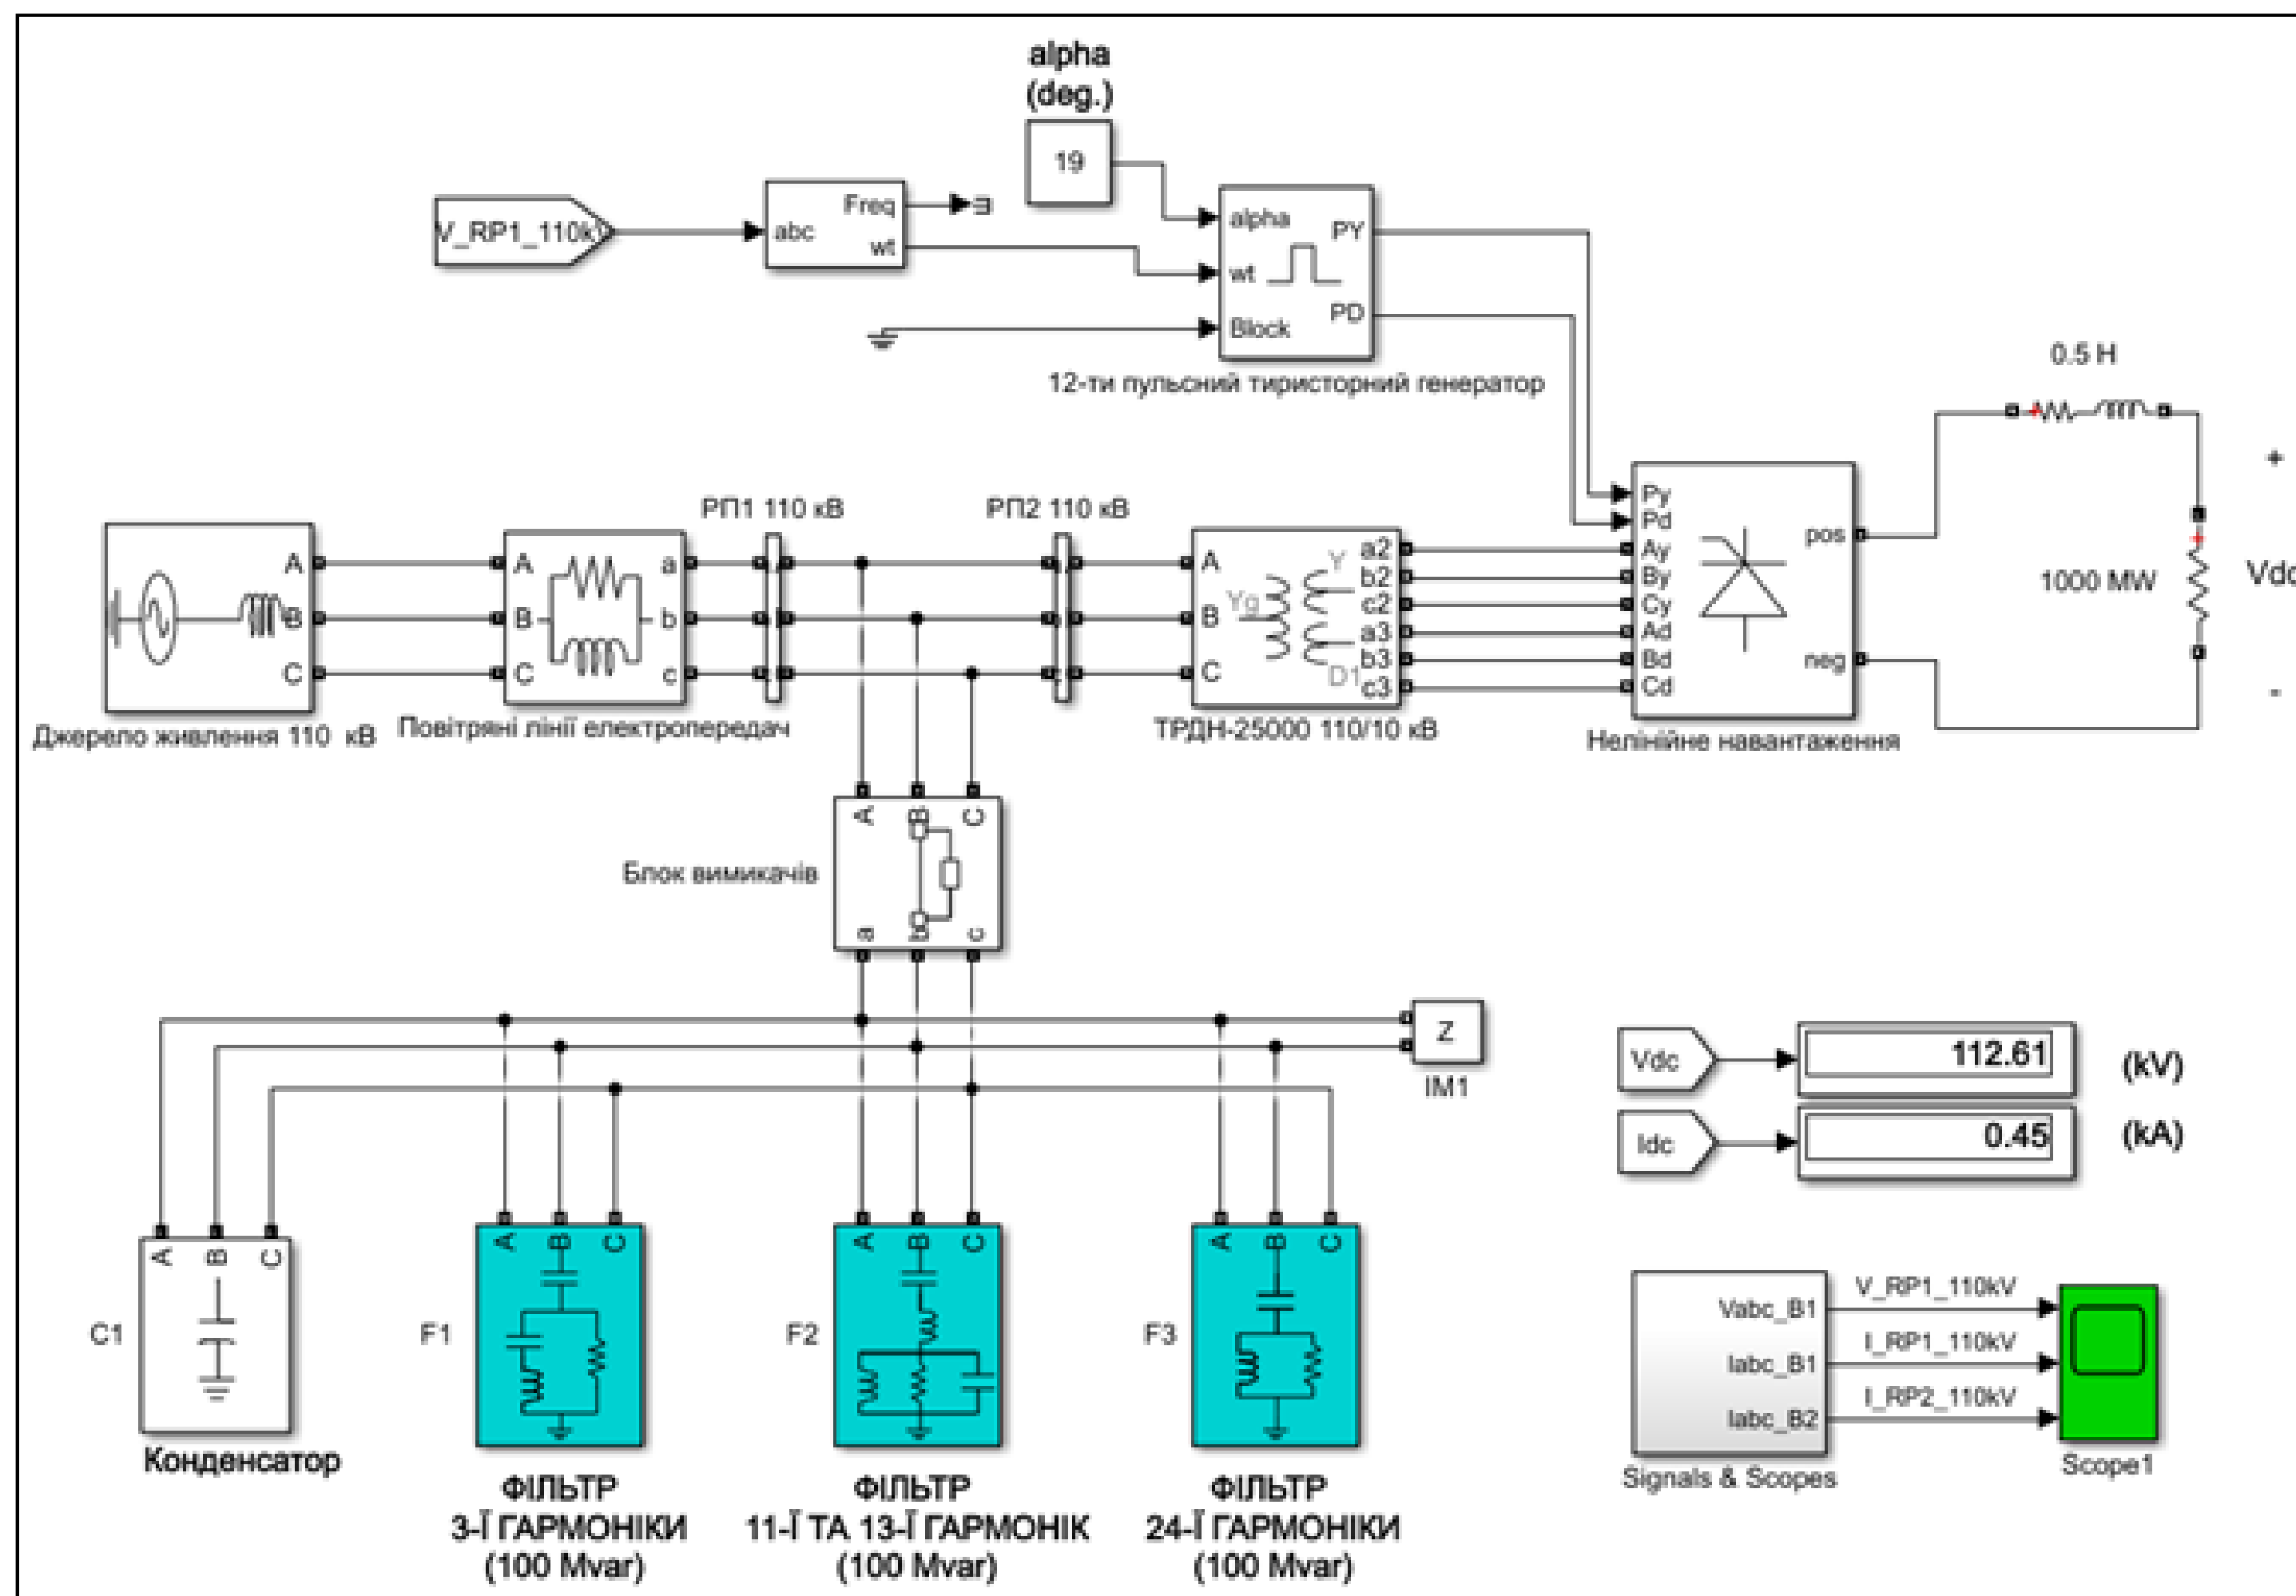 alpha
(deg.)
19
V_RP1_110k
abc
Freq
wt
alpha
wt
Block
PY
PD
12-ти пульсний тиристорний генератор
0.5 H
+
1000 MW
Vdc
-
Джерело живлення 110 кВ
A
B
C
Повітряні лінії електропередач
A
B
C
a
b
c
РП1 110 кВ
РП2 110 кВ
A
B
C
Yg
Y
D1
a2
b2
c2
a3
b3
c3
ТРДН-25000 110/10 кВ
Py
Pd
Ay
By
Cy
Ad
Bd
Cd
pos
neg
Нелінійне навантаження
A
B
C
Блок вимикачів
a
b
c
Z
IM1
Vdc
112.61
(kV)
Idc
0.45
(kA)
A
B
C
C1
Конденсатор
A
B
C
F1
ФІЛЬТР
3-Ї ГАРМОНІКИ
(100 Mvar)
A
B
C
F2
ФІЛЬТР
11-Ї ТА 13-Ї ГАРМОНІК
(100 Mvar)
A
B
C
F3
ФІЛЬТР
24-Ї ГАРМОНІКИ
(100 Mvar)
Vabc_B1
V_RP1_110kV
Iabc_B1
I_RP1_110kV
Iabc_B2
I_RP2_110kV
Signals & Scopes
Scope1